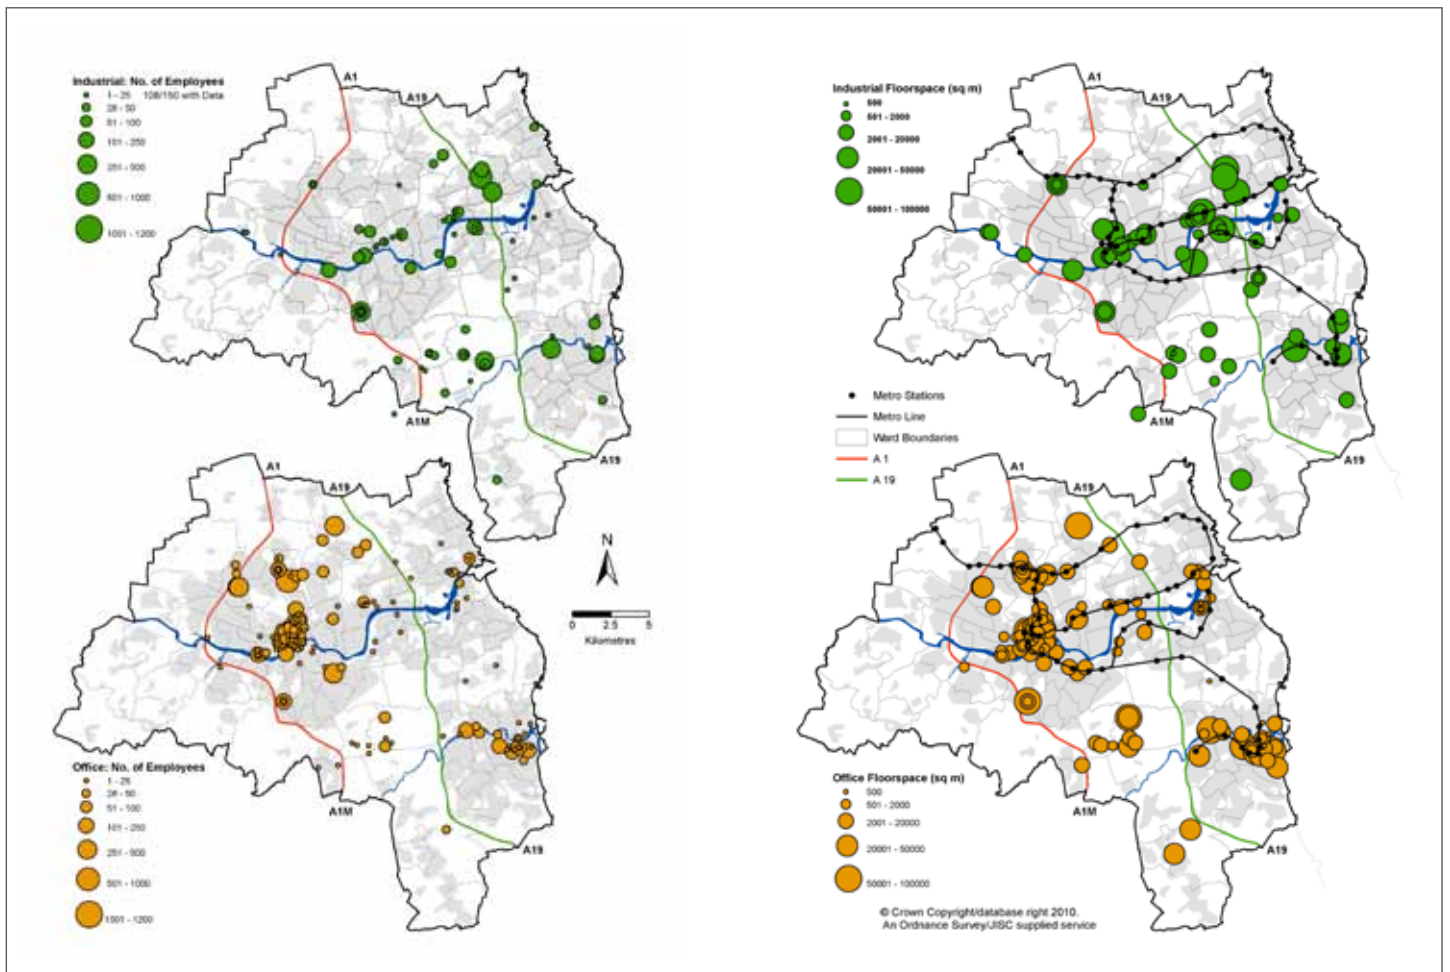 Industrial: No. of Employees
1 - 25 108/150 with Data
26 - 50
51 - 100
101 - 250
251 - 500
501 - 1000
1001 - 1200
A1
A19
A1M
A19
Industrial Floorspace (sq m)
500
501 - 2000
2001 - 20000
20001 - 50000
50001 - 100000
A1
A19
A19
Metro Stations
Metro Line
Ward Boundaries
A 1
A 19
A1
A19
A1M
A19
N
0 2.5 5
Kilometres
Office: No. of Employees
1 - 25
26 - 50
51 - 100
101 - 250
251 - 500
501 - 1000
1001 - 1200
A1
A19
A1M
A19
Office Floorspace (sq m)
500
501 - 2000
2001 - 20000
20001 - 50000
50001 - 100000
© Crown Copyright/database right 2010.
An Ordnance Survey/JISC supplied service